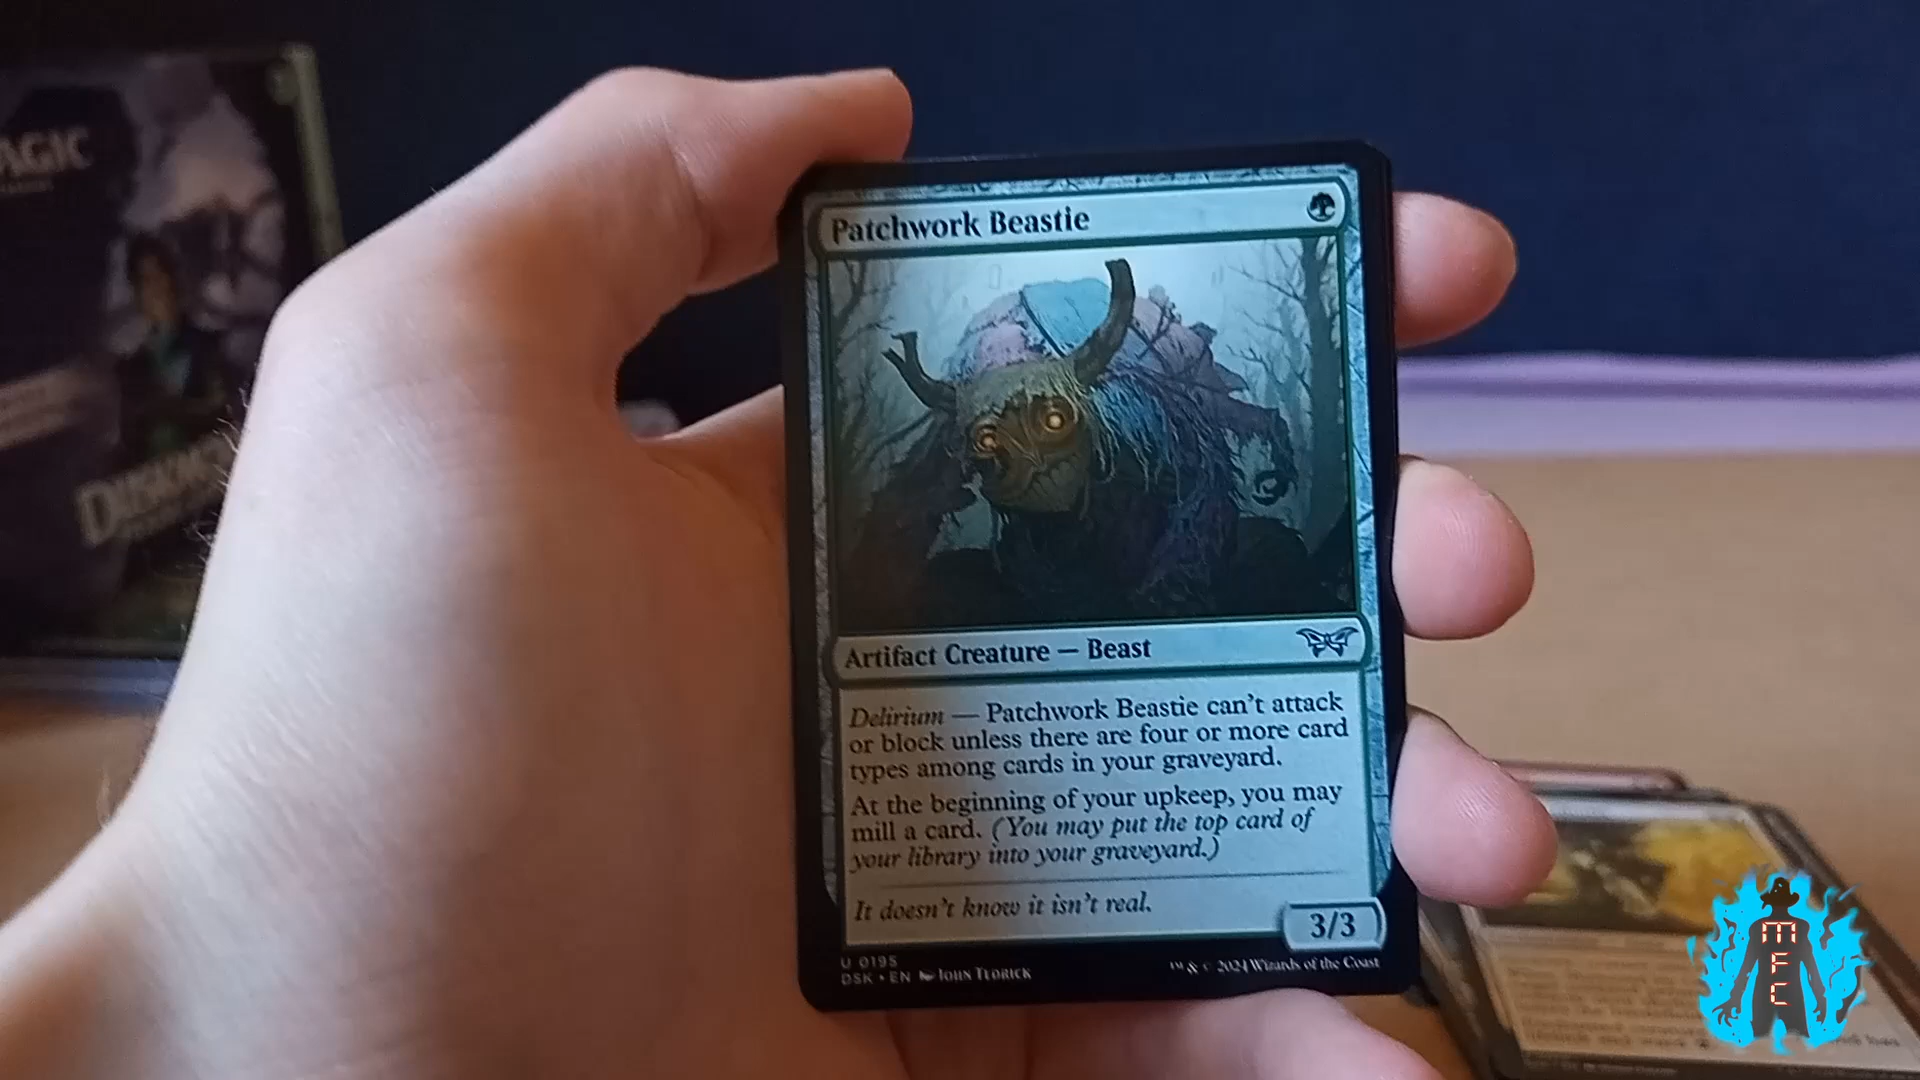 AGIC
DUSKMO
Patchwork Beastie
Artifact Creature — Beast
Delirium — Patchwork Beastie can't attack
or block unless there are four or more card
types among cards in your graveyard.
At the beginning of your upkeep, you may
mill a card. (You may put the top card of
your library into your graveyard.)
It doesn't know it isn't real.
3/3
U 0195
DSK • EN John Tedrick
™ & © 2024 Wizards of the Coast
MFC